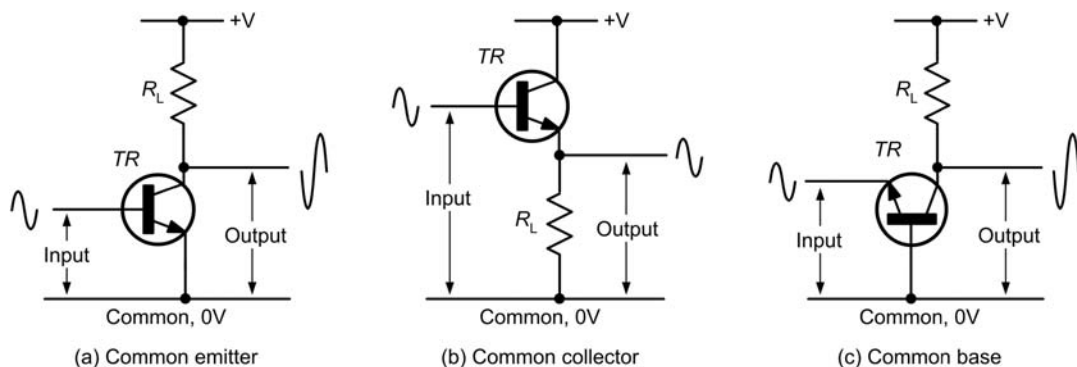 +V
R_L
TR
Output
Input
Common, 0V
(a) Common emitter
+V
TR
Input
R_L
Output
Common, 0V
(b) Common collector
+V
R_L
TR
Input
Output
Common, 0V
(c) Common base